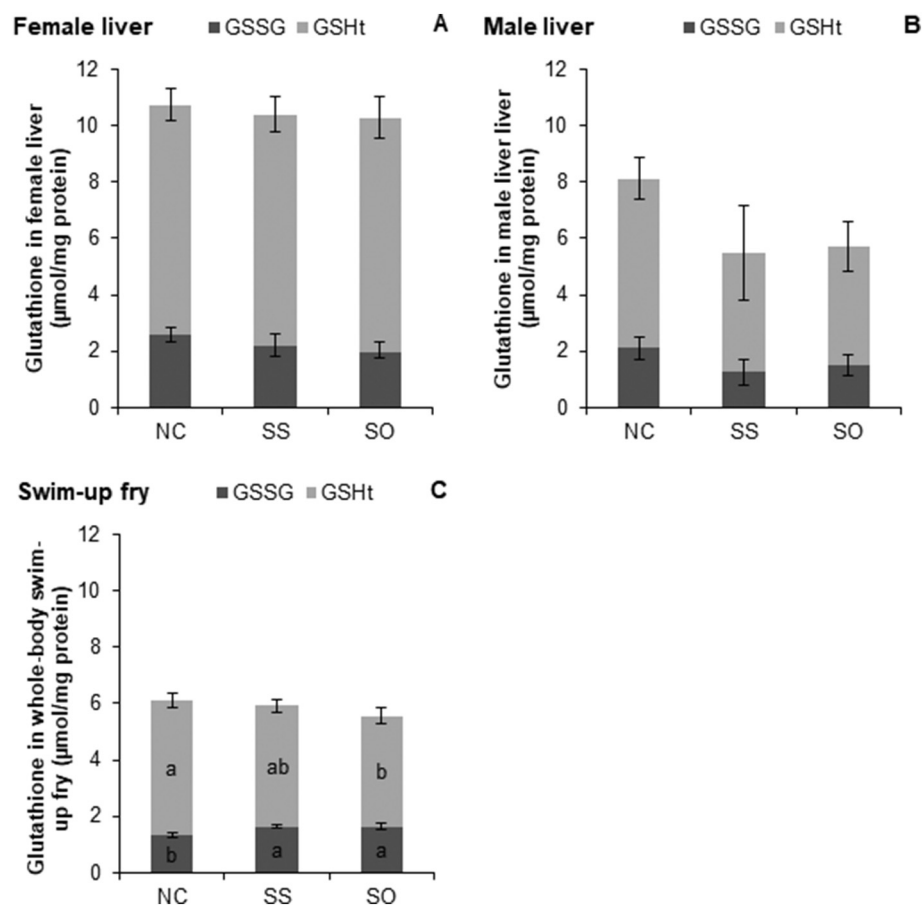 Female liver
GSSG GSHt
A
Glutathione in female liver
(µmol/mg protein)
12
10
8
6
4
2
0
NC SS SO
Male liver
GSSG GSHt
B
Glutathione in male liver liver
(µmol/mg protein)
12
10
8
6
4
2
0
NC SS SO
Swim-up fry
GSSG GSHt
C
Glutathione in whole-body swim-
up fry (µmol/mg protein)
12
10
8
6
4
2
0
a ab b
b a a
NC SS SO